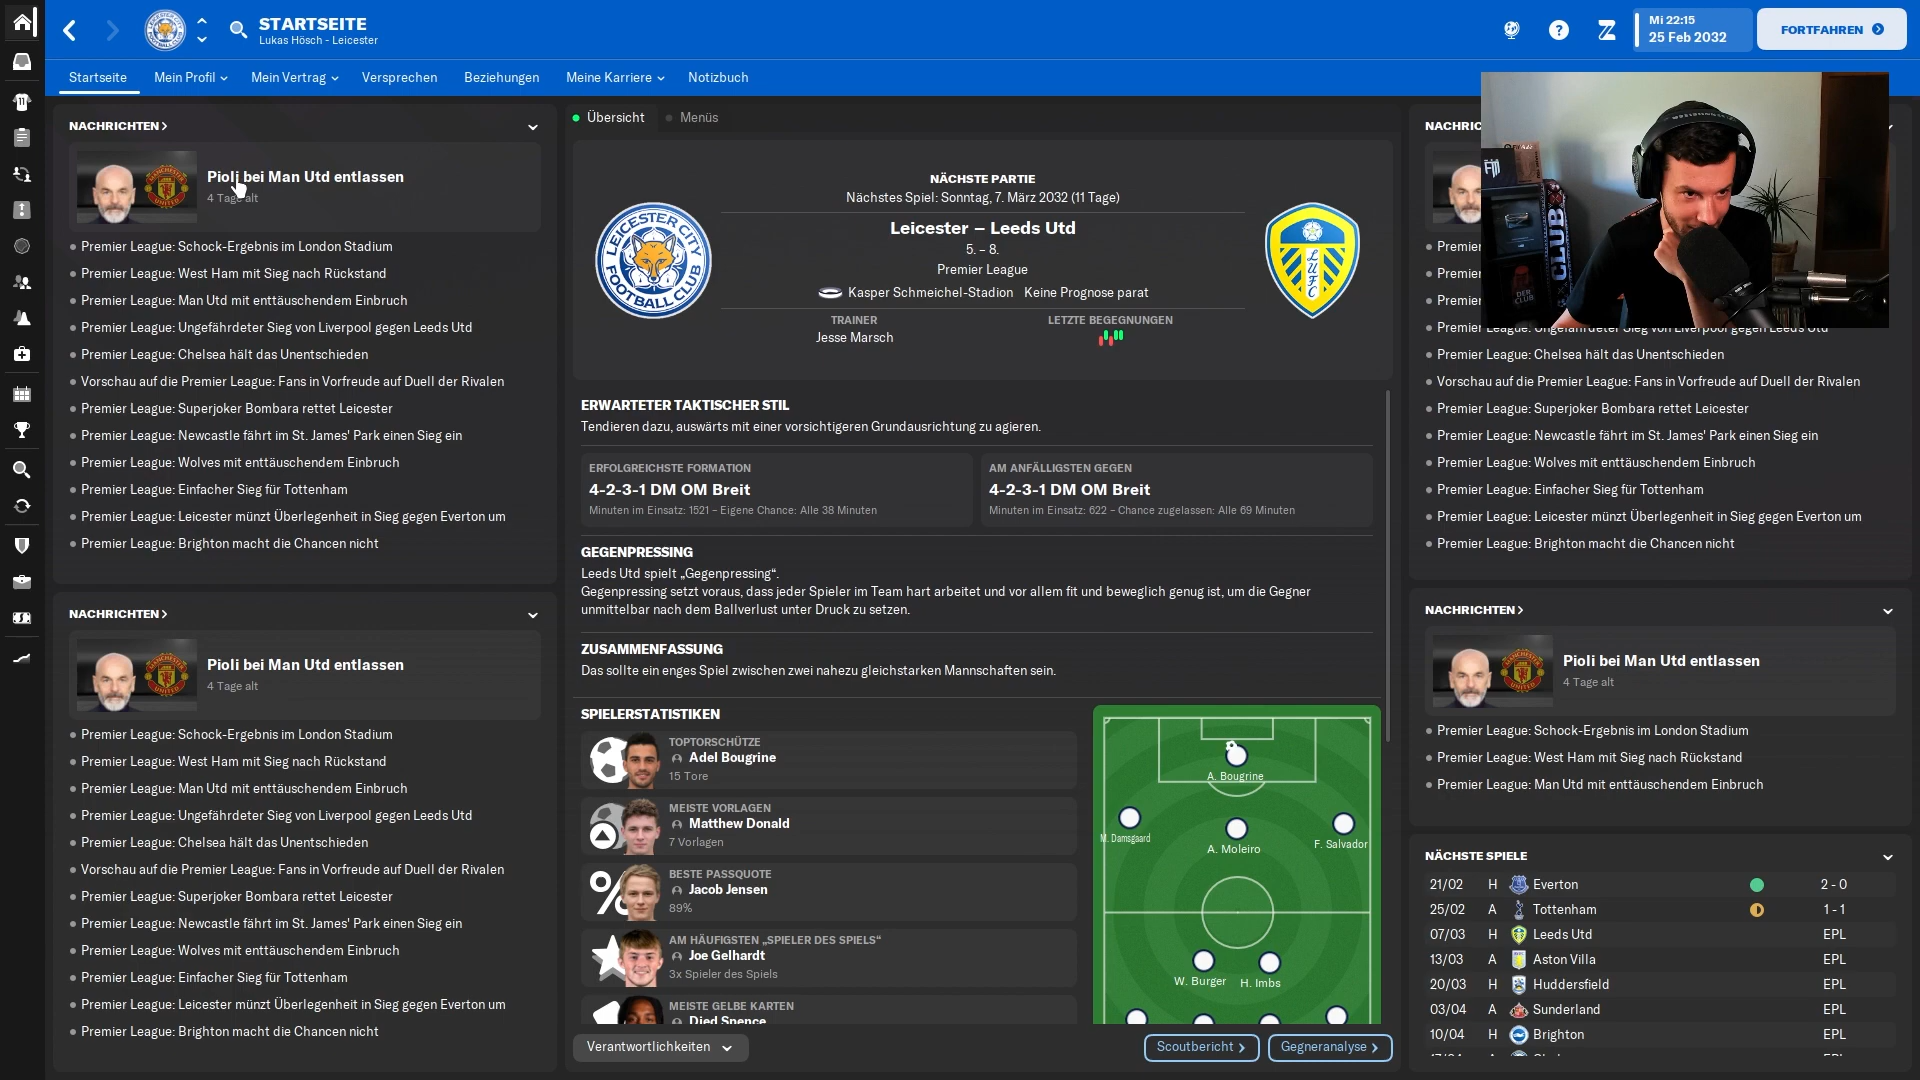 STARTSEITE
Lukas Hösch - Leicester
Mi 22:15
25 Feb 2032
FORTFAHREN
Startseite
Mein Profil
Mein Vertrag
Versprechen
Beziehungen
Meine Karriere
Notizbuch
NACHRICHTEN
Pioli bei Man Utd entlassen
4 Tage alt
Premier League: Schock-Ergebnis im London Stadium
Premier League: West Ham mit Sieg nach Rückstand
Premier League: Man Utd mit enttäuschendem Einbruch
Premier League: Ungefährdeter Sieg von Liverpool gegen Leeds Utd
Premier League: Chelsea hält das Unentschieden
Vorschau auf die Premier League: Fans in Vorfreude auf Duell der Rivalen
Premier League: Superjoker Bombara rettet Leicester
Premier League: Newcastle fährt im St. James' Park einen Sieg ein
Premier League: Wolves mit enttäuschendem Einbruch
Premier League: Einfacher Sieg für Tottenham
Premier League: Leicester münzt Überlegenheit in Sieg gegen Everton um
Premier League: Brighton macht die Chancen nicht
NACHRICHTEN
Pioli bei Man Utd entlassen
4 Tage alt
Premier League: Schock-Ergebnis im London Stadium
Premier League: West Ham mit Sieg nach Rückstand
Premier League: Man Utd mit enttäuschendem Einbruch
Premier League: Ungefährdeter Sieg von Liverpool gegen Leeds Utd
Premier League: Chelsea hält das Unentschieden
Vorschau auf die Premier League: Fans in Vorfreude auf Duell der Rivalen
Premier League: Superjoker Bombara rettet Leicester
Premier League: Newcastle fährt im St. James' Park einen Sieg ein
Premier League: Wolves mit enttäuschendem Einbruch
Premier League: Einfacher Sieg für Tottenham
Premier League: Leicester münzt Überlegenheit in Sieg gegen Everton um
Premier League: Brighton macht die Chancen nicht
Übersicht
Menüs
NÄCHSTE PARTIE
Nächstes Spiel: Sonntag, 7. März 2032 (11 Tage)
LEICESTER CITY
FOOTBALL CLUB
Leicester – Leeds Utd
LUFC
5. – 8.
Premier League
Kasper Schmeichel-Stadion Keine Prognose parat
TRAINER
Jesse Marsch
LETZTE BEGEGNUNGEN
ERWARTETER TAKTISCHER STIL
Tendieren dazu, auswärts mit einer vorsichtigeren Grundausrichtung zu agieren.
ERFOLGREICHSTE FORMATION
4-2-3-1 DM OM Breit
Minuten im Einsatz: 1521 – Eigene Chance: Alle 38 Minuten
AM ANFÄLLIGSTEN GEGEN
4-2-3-1 DM OM Breit
Minuten im Einsatz: 622 – Chance zugelassen: Alle 69 Minuten
GEGENPRESSING
Leeds Utd spielt „Gegenpressing“.
Gegenpressing setzt voraus, dass jeder Spieler im Team hart arbeitet und vor allem fit und beweglich genug ist, um die Gegner
unmittelbar nach dem Ballverlust unter Druck zu setzen.
ZUSAMMENFASSUNG
Das sollte ein enges Spiel zwischen zwei nahezu gleichstarken Mannschaften sein.
SPIELERSTATISTIKEN
TOPTORSCHÜTZE
Adel Bougrine
15 Tore
MEISTE VORLAGEN
Matthew Donald
7 Vorlagen
BESTE PASSQUOTE
Jacob Jensen
89%
AM HÄUFIGSTEN „SPIELER DES SPIELS“
Joe Gelhardt
3x Spieler des Spiels
MEISTE GELBE KARTEN
Djed Spence
A. Bougrine
M. Damsgaard
A. Moleiro
F. Salvador
W. Burger
H. Imbs
Verantwortlichkeiten
Scoutbericht
Gegneranalyse
CLUB
DER
CLUB
NACHRIC
Premier
Premier
Premier
Premier League: Ungefährdeter Sieg von Liverpool gegen Leeds Utd
Premier League: Chelsea hält das Unentschieden
Vorschau auf die Premier League: Fans in Vorfreude auf Duell der Rivalen
Premier League: Superjoker Bombara rettet Leicester
Premier League: Newcastle fährt im St. James' Park einen Sieg ein
Premier League: Wolves mit enttäuschendem Einbruch
Premier League: Einfacher Sieg für Tottenham
Premier League: Leicester münzt Überlegenheit in Sieg gegen Everton um
Premier League: Brighton macht die Chancen nicht
NACHRICHTEN
Pioli bei Man Utd entlassen
4 Tage alt
Premier League: Schock-Ergebnis im London Stadium
Premier League: West Ham mit Sieg nach Rückstand
Premier League: Man Utd mit enttäuschendem Einbruch
NÄCHSTE SPIELE
21/02 H Everton 2 - 0
25/02 A Tottenham 1 - 1
07/03 H Leeds Utd EPL
13/03 A Aston Villa EPL
20/03 H Huddersfield EPL
03/04 A Sunderland EPL
10/04 H Brighton EPL